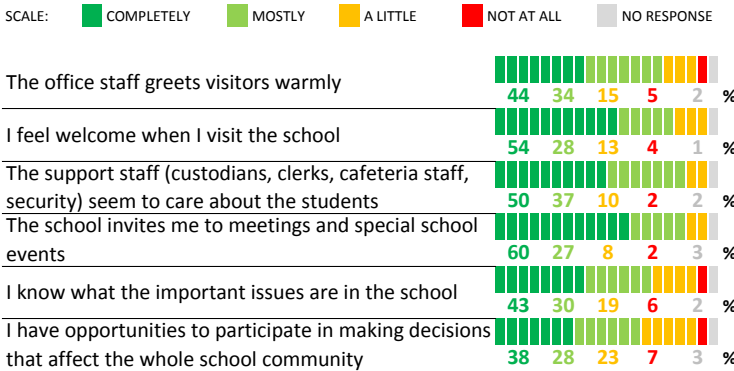 SCALE: COMPLETELY MOSTLY A LITTLE NOT AT ALL NO RESPONSE
The office staff greets visitors warmly
44 34 15 5 2 %
I feel welcome when I visit the school
54 28 13 4 1 %
The support staff (custodians, clerks, cafeteria staff,
security) seem to care about the students
50 37 10 2 2 %
The school invites me to meetings and special school
events
60 27 8 2 3 %
I know what the important issues are in the school
43 30 19 6 2 %
I have opportunities to participate in making decisions
that affect the whole school community
38 28 23 7 3 %